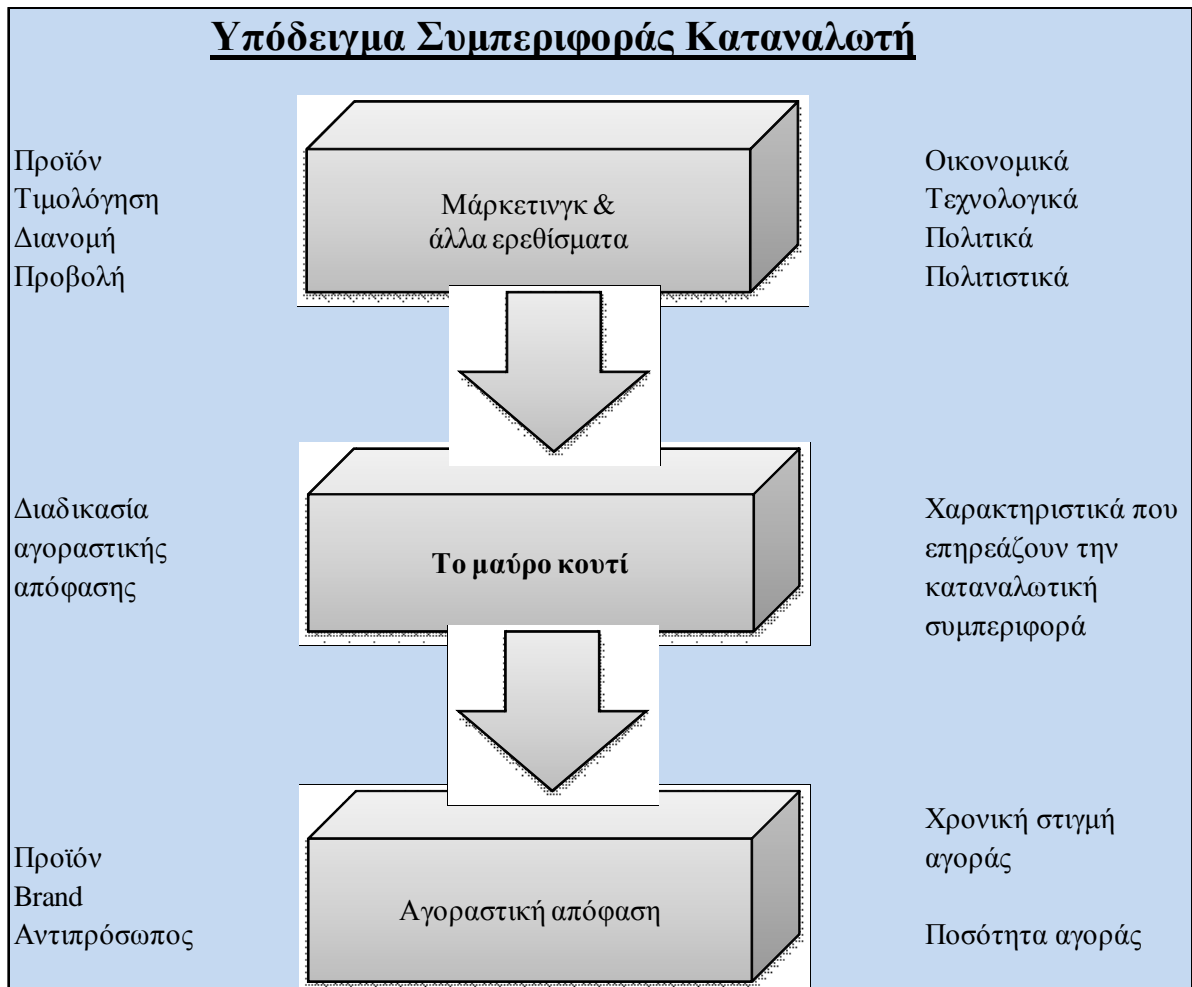 Υπόδειγμα Συμπεριφοράς Καταναλωτή
Προϊόν
Τιμολόγηση
Διανομή
Προβολή
Μάρκετινγκ &
άλλα ερεθίσματα
Οικονομικά
Τεχνολογικά
Πολιτικά
Πολιτιστικά
Διαδικασία
αγοραστικής
απόφασης
Το μαύρο κουτί
Χαρακτηριστικά που
επηρεάζουν την
καταναλωτική
συμπεριφορά
Προϊόν
Brand
Αντιπρόσωπος
Αγοραστική απόφαση
Χρονική στιγμή
αγοράς
Ποσότητα αγοράς